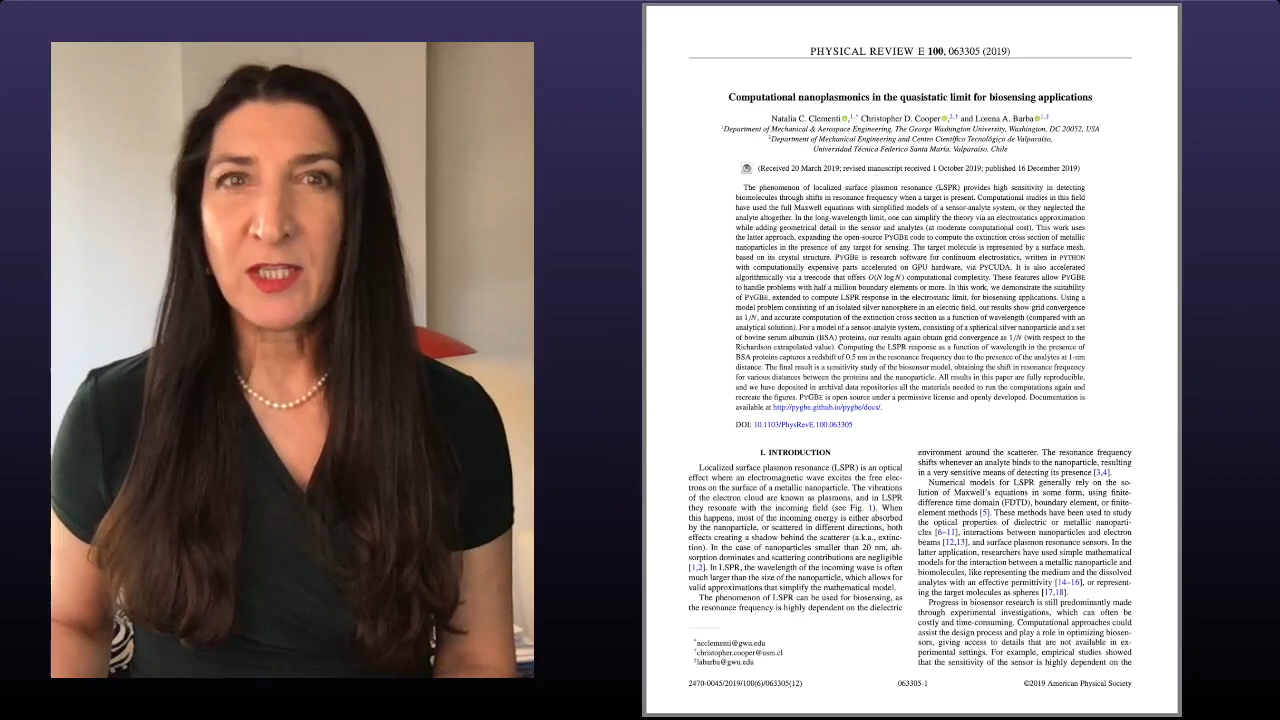 PHYSICAL REVIEW E 100, 063305 (2019)
Computational nanoplasmonics in the quasistatic limit for biosensing applications
Natalia C. Clementi,1,* Christopher D. Cooper,2,† and Lorena A. Barba1,‡
1Department of Mechanical & Aerospace Engineering, The George Washington University, Washington, DC 20052, USA
2Department of Mechanical Engineering and Centro Científico Tecnológico de Valparaíso,
Universidad Técnica Federico Santa María, Valparaíso, Chile
(Received 20 March 2019; revised manuscript received 1 October 2019; published 16 December 2019)
The phenomenon of localized surface plasmon resonance (LSPR) provides high sensitivity in detecting
biomolecules through shifts in resonance frequency when a target is present. Computational studies in this field
have used the full Maxwell equations with simplified models of a sensor-analyte system, or they neglected the
analyte altogether. In the long-wavelength limit, one can simplify the theory via an electrostatics approximation
while adding geometrical detail in the sensor and analytes (at moderate computational cost). This work uses
the latter approach, expanding the open-source PYGBE code to compute the extinction cross section of metallic
nanoparticles in the presence of any target for sensing. The target molecule is represented by a surface mesh,
based on its crystal structure. PYGBE is research software for continuum electrostatics, written in PYTHON
with computationally expensive parts accelerated on GPU hardware, via PYCUDA. It is also accelerated
algorithmically via a treecode that offers O(N log N) computational complexity. These features allow PYGBE
to handle problems with half a million boundary elements or more. In this work, we demonstrate the suitability
of PYGBE, extended to compute LSPR response in the electrostatic limit, for biosensing applications. Using a
model problem consisting of an isolated silver nanosphere in an electric field, our results show grid convergence
as 1/N, and accurate computation of the extinction cross section as a function of wavelength (compared with an
analytical solution). For a model of a sensor-analyte system, consisting of a spherical silver nanoparticle and a set
of bovine serum albumin (BSA) proteins, our results again obtain grid convergence as 1/N (with respect to the
Richardson extrapolated value). Computing the LSPR response as a function of wavelength in the presence of
BSA proteins captures a redshift of 0.5 nm in the resonance frequency due to the presence of the analytes at 1-nm
distance. The final result is a sensitivity study of the biosensor model, obtaining the shift in resonance frequency
for various distances between the proteins and the nanoparticle. All results in this paper are fully reproducible,
and we have deposited in archival data repositories all the materials needed to run the computations again and
recreate the figures. PYGBE is open source under a permissive license and openly developed. Documentation is
available at http://pygbe.github.io/pygbe/docs/.
DOI: 10.1103/PhysRevE.100.063305
I. INTRODUCTION
Localized surface plasmon resonance (LSPR) is an optical
effect where an electromagnetic wave excites the free elec-
trons on the surface of a metallic nanoparticle. The vibrations
of the electron cloud are known as plasmons, and in LSPR
they resonate with the incoming field (see Fig. 1). When
this happens, most of the incoming energy is either absorbed
by the nanoparticle, or scattered in different directions, both
effects creating a shadow behind the scatterer (a.k.a., extinc-
tion). In the case of nanoparticles smaller than 20 nm, ab-
sorption dominates and scattering contributions are negligible
[1,2]. In LSPR, the wavelength of the incoming wave is often
much larger than the size of the nanoparticle, which allows for
valid approximations that simplify the mathematical model.
The phenomenon of LSPR can be used for biosensing, as
the resonance frequency is highly dependent on the dielectric
*ncclementi@gwu.edu
†christopher.cooper@usm.cl
‡labarba@gwu.edu
environment around the scatterer. The resonance frequency
shifts whenever an analyte binds to the nanoparticle, resulting
in a very sensitive means of detecting its presence [3,4].
Numerical models for LSPR generally rely on the so-
lution of Maxwell's equations in some form, using finite-
difference time domain (FDTD), boundary element, or finite-
element methods [5]. These methods have been used to study
the optical properties of dielectric or metallic nanoparti-
cles [6–11], interactions between nanoparticles and electron
beams [12,13], and surface plasmon resonance sensors. In the
latter application, researchers have used simple mathematical
models for the interaction between a metallic nanoparticle and
biomolecules, like representing the medium and the dissolved
analytes with an effective permittivity [14–16], or represent-
ing the target molecules as spheres [17,18].
Progress in biosensor research is still predominantly made
through experimental investigations, which can often be
costly and time-consuming. Computational approaches could
assist the design process and play a role in optimizing biosen-
sors, giving access to details that are not available in ex-
perimental settings. For example, empirical studies showed
that the sensitivity of the sensor is highly dependent on the
2470-0045/2019/100(6)/063305(12)
063305-1
©2019 American Physical Society